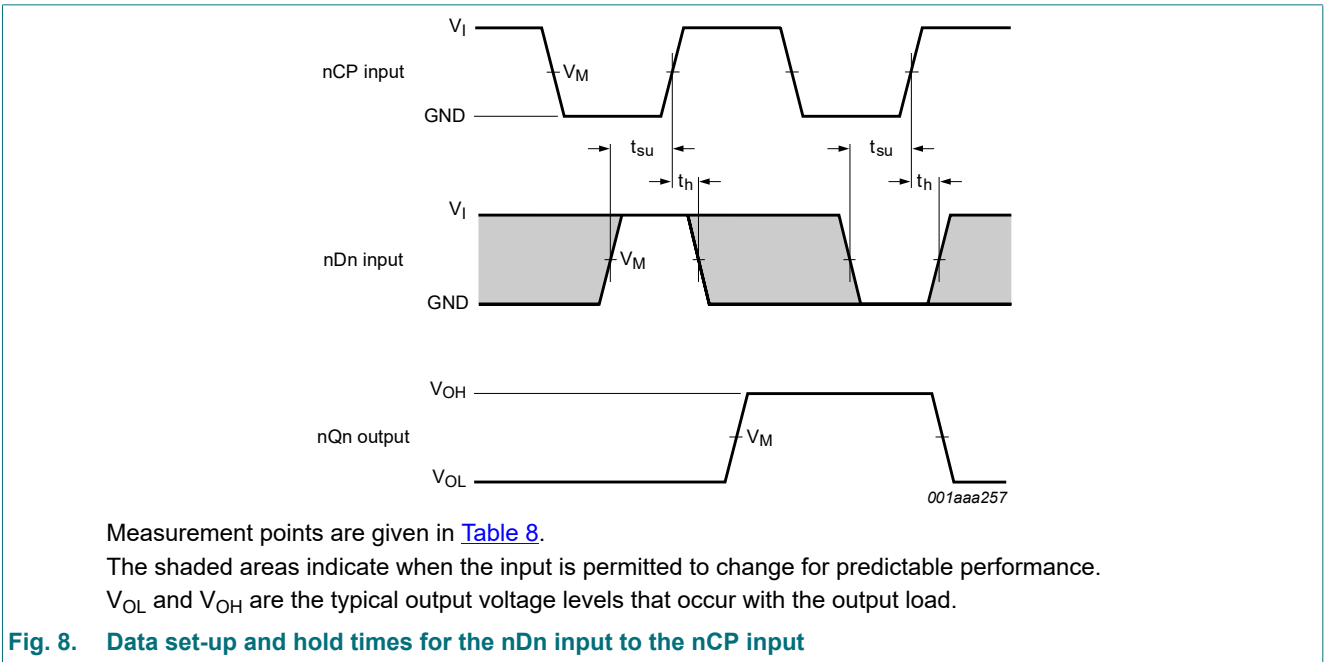 V_I
nCP input
V_M
GND
t_su t_su
t_h t_h
V_I
nDn input
V_M
GND
V_OH
nQn output
V_M
V_OL
001aaa257
Measurement points are given in Table 8.
The shaded areas indicate when the input is permitted to change for predictable performance.
V_OL and V_OH are the typical output voltage levels that occur with the output load.
Fig. 8. Data set-up and hold times for the nDn input to the nCP input